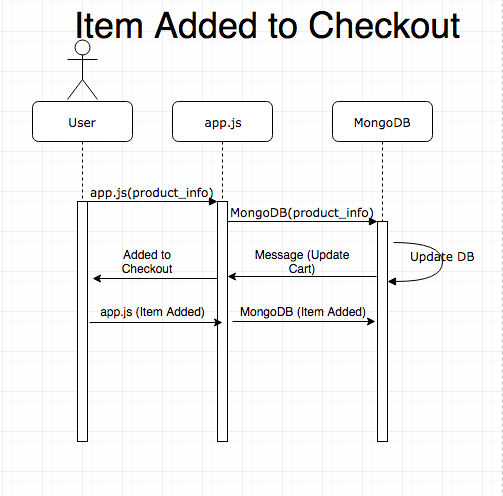 Item Added to Checkout
User
app.js
MongoDB
app.js(product_info)
MongoDB(product_info)
Added to
Checkout
Message (Update
Cart)
Update DB
app.js (Item Added)
MongoDB (Item Added)